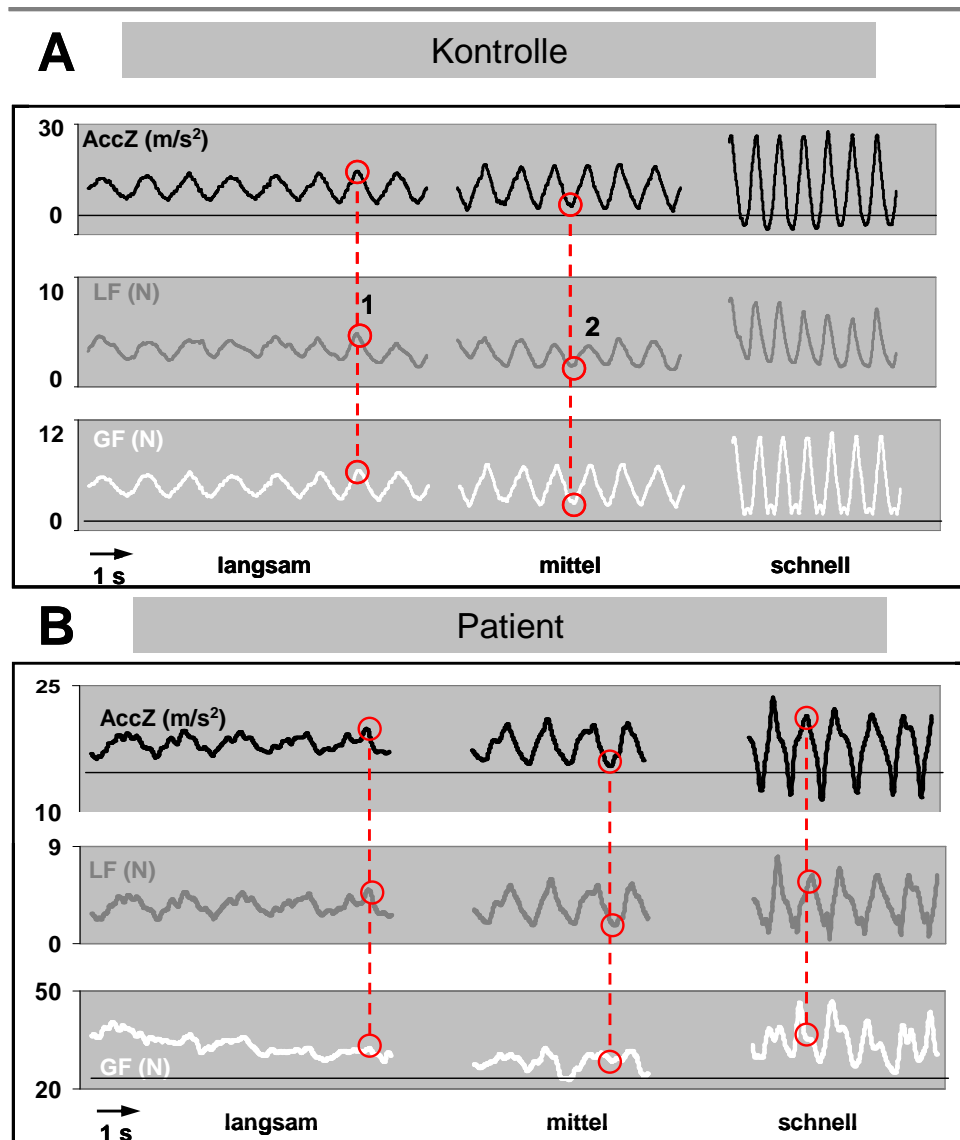 A Kontrolle
30
AccZ (m/s²)
0
10
LF (N)
1
2
0
12
GF (N)
0
1 s
langsam mittel schnell
B Patient
25
AccZ (m/s²)
10
9
LF (N)
0
50
GF (N)
20
1 s
langsam mittel schnell